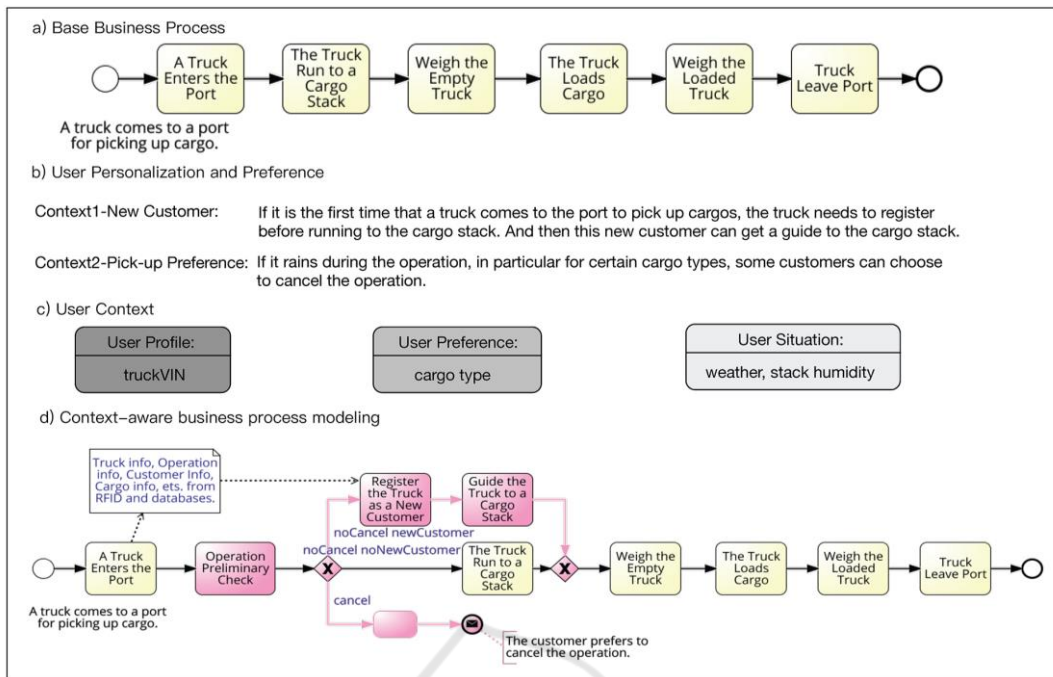 a) Base Business Process
A Truck
Enters the
Port
The Truck
Run to a
Cargo
Stack
Weigh the
Empty
Truck
The Truck
Loads
Cargo
Weigh the
Loaded
Truck
Truck
Leave Port
A truck comes to a port
for picking up cargo.
b) User Personalization and Preference
Context1-New Customer: If it is the first time that a truck comes to the port to pick up cargos, the truck needs to register
before running to the cargo stack. And then this new customer can get a guide to the cargo stack.
Context2-Pick-up Preference: If it rains during the operation, in particular for certain cargo types, some customers can choose
to cancel the operation.
c) User Context
User Profile:
truckVIN
User Preference:
cargo type
User Situation:
weather, stack humidity
d) Context-aware business process modeling
Truck info, Operation
info, Customer Info,
Cargo info, ets. from
RFID and databases.
Register
the Truck
as a New
Customer
Guide the
Truck to a
Cargo
Stack
noCancel newCustomer
noCancel noNewCustomer
A Truck
Enters the
Port
Operation
Preliminary
Check
X
The Truck
Run to a
Cargo
Stack
X
Weigh the
Empty
Truck
The Truck
Loads
Cargo
Weigh the
Loaded
Truck
Truck
Leave Port
A truck comes to a port
for picking up cargo.
cancel
The customer prefers to
cancel the operation.